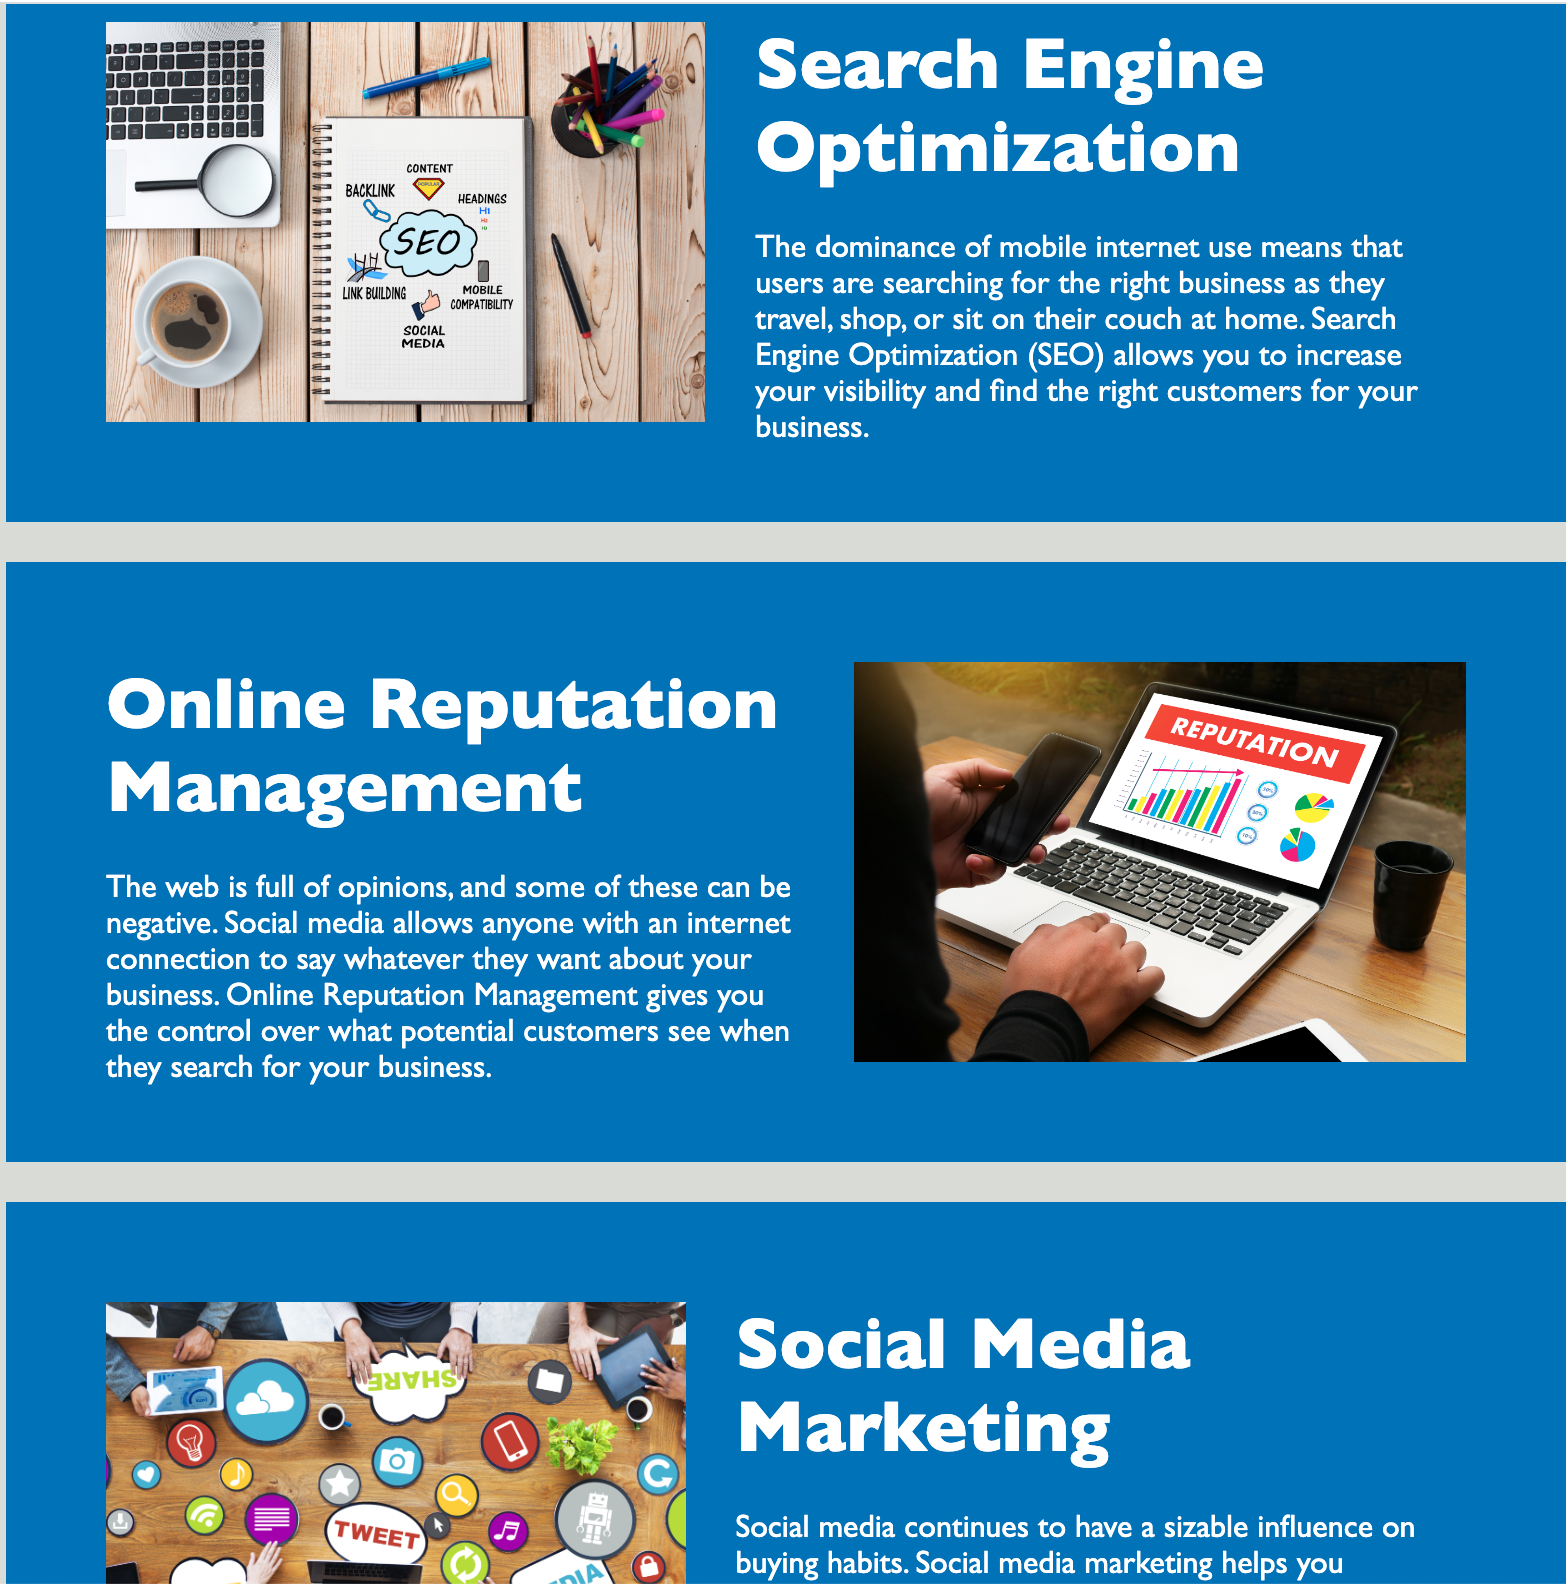 Search Engine
Optimization
CONTENT
POPULAR
BACKLINK
HEADINGS
H1
H2
H3
SEO
LINK BUILDING
MOBILE
COMPATIBILITY
SOCIAL
MEDIA
The dominance of mobile internet use means that
users are searching for the right business as they
travel, shop, or sit on their couch at home. Search
Engine Optimization (SEO) allows you to increase
your visibility and find the right customers for your
business.
Online Reputation
Management
The web is full of opinions, and some of these can be
negative. Social media allows anyone with an internet
connection to say whatever they want about your
business. Online Reputation Management gives you
the control over what potential customers see when
they search for your business.
REPUTATION
Social Media
Marketing
SHARE
TWEET
Social media continues to have a sizable influence on
buying habits. Social media marketing helps you